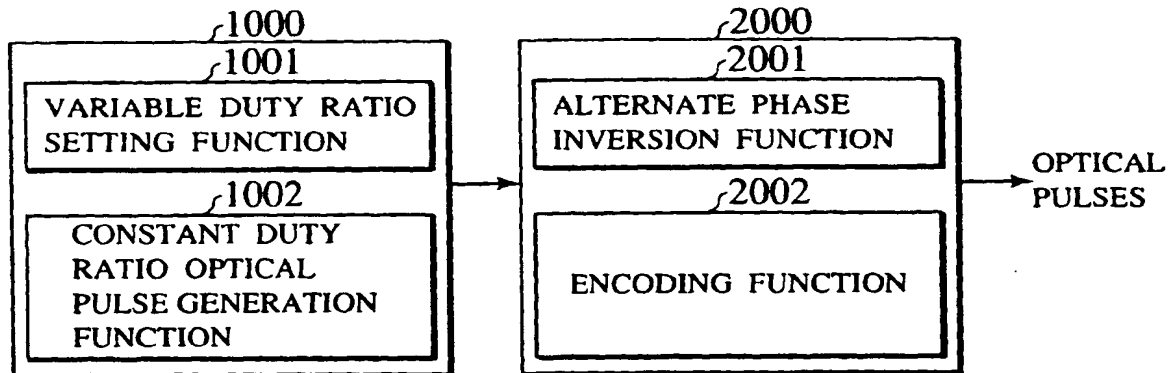 1000
1001
VARIABLE DUTY RATIO
SETTING FUNCTION
1002
CONSTANT DUTY
RATIO OPTICAL
PULSE GENERATION
FUNCTION
2000
2001
ALTERNATE PHASE
INVERSION FUNCTION
2002
ENCODING FUNCTION
OPTICAL
PULSES